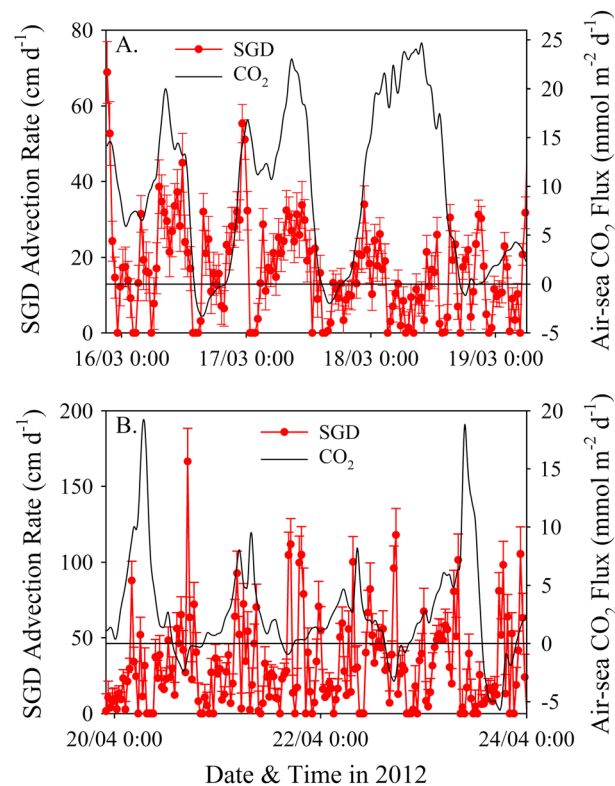 A.
SGD
CO2
SGD Advection Rate (cm d-1)
80
60
40
20
0
Air-sea CO2 Flux (mmol m-2 d-1)
25
20
15
10
5
0
-5
16/03 0:00
17/03 0:00
18/03 0:00
19/03 0:00
B.
SGD
CO2
SGD Advection Rate (cm d-1)
200
150
100
50
0
Air-sea CO2 Flux (mmol m-2 d-1)
20
15
10
5
0
-5
20/04 0:00
22/04 0:00
24/04 0:00
Date & Time in 2012